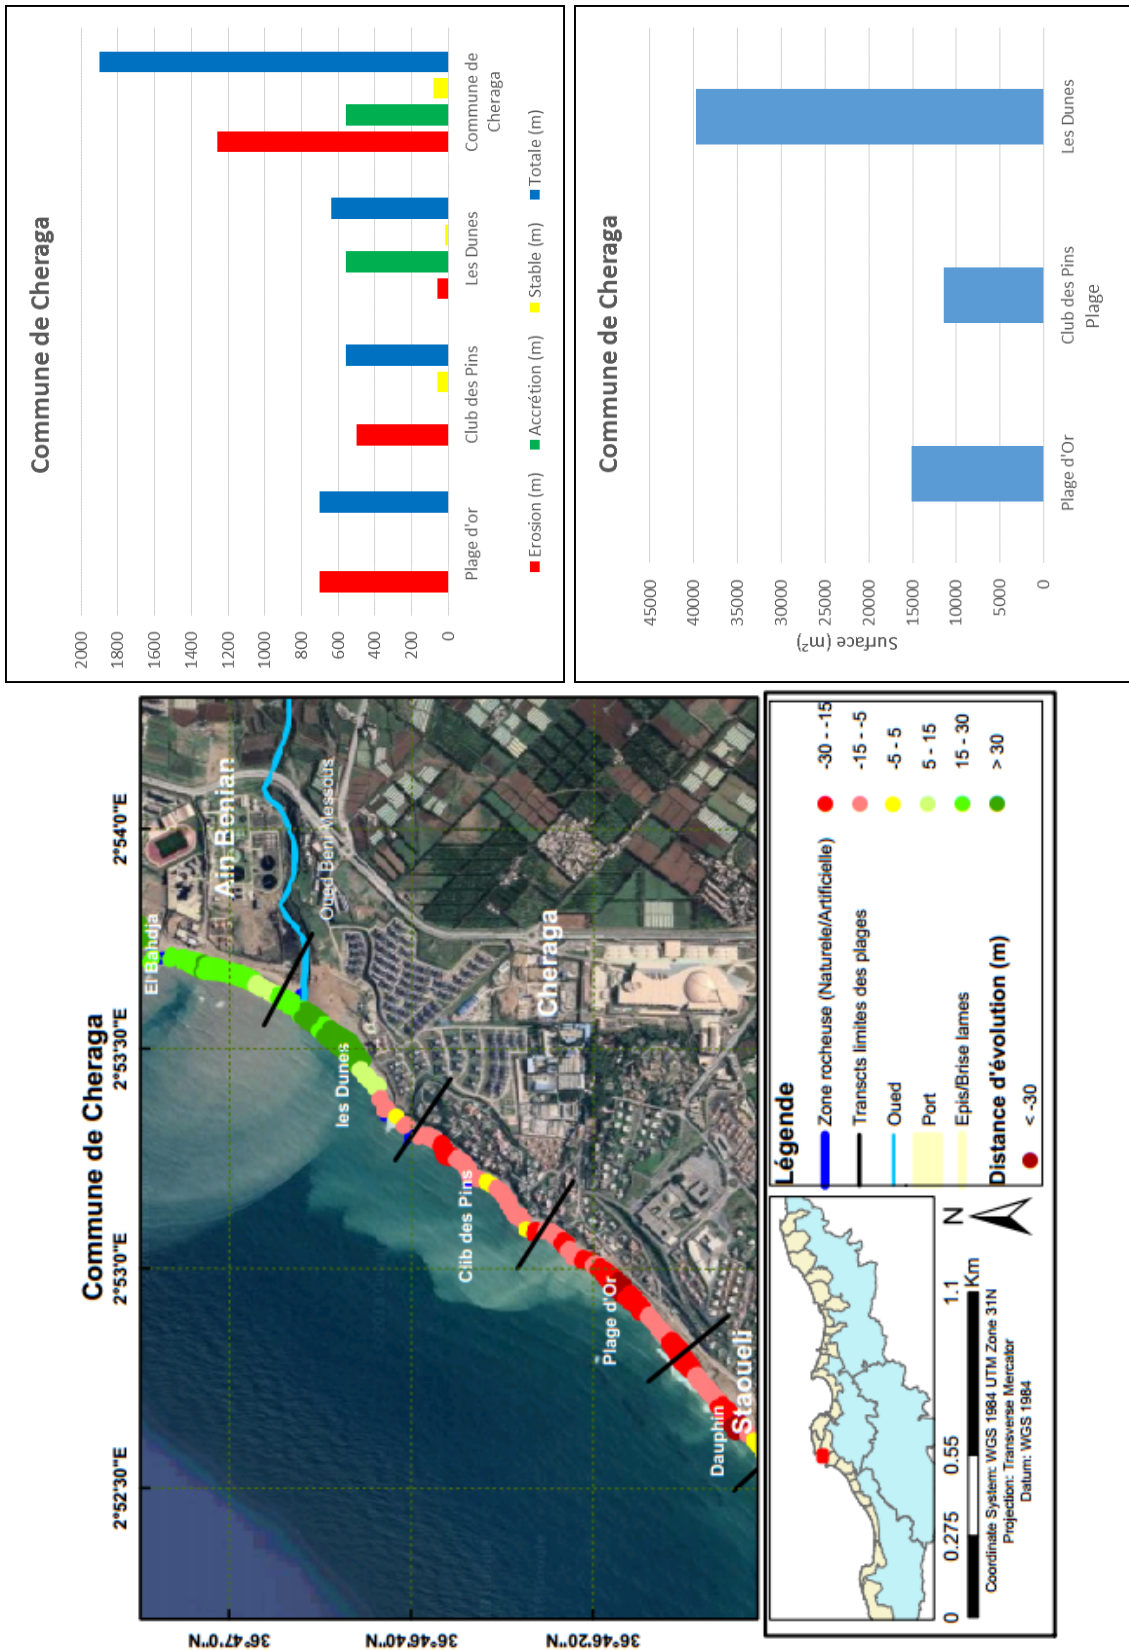 Commune de Cheraga
2°52'30"E
2°53'0"E
2°53'30"E
2°54'0"E
36°47'0"N
36°46'40"N
36°46'20"N
El Bahdja
Ain Benian
Oued Beni Messous
les Dunes
Cheraga
Clib des Pins
Plage d'Or
Dauphin
Staoueli
N
0
0.275
0.55
1.1
Km
Coordinate System: WGS 1984 UTM Zone 31N
Projection: Transverse Mercator
Datum: WGS 1984
Légende
Zone rocheuse (Naturele/Artificielle)
Transcts limites des plages
Oued
Port
Epis/Brise lames
Distance d'évolution (m)
< -30
-30 - -15
-15 - -5
-5 - 5
5 - 15
15 - 30
> 30
Commune de Cheraga
2000
1800
1600
1400
1200
1000
800
600
400
200
0
Plage d'or
Club des Pins
Les Dunes
Commune de
Cheraga
Erosion (m)
Accrétion (m)
Stable (m)
Totale (m)
Commune de Cheraga
Surface (m²)
45000
40000
35000
30000
25000
20000
15000
10000
5000
0
Plage d'Or
Club des Pins
Les Dunes
Plage